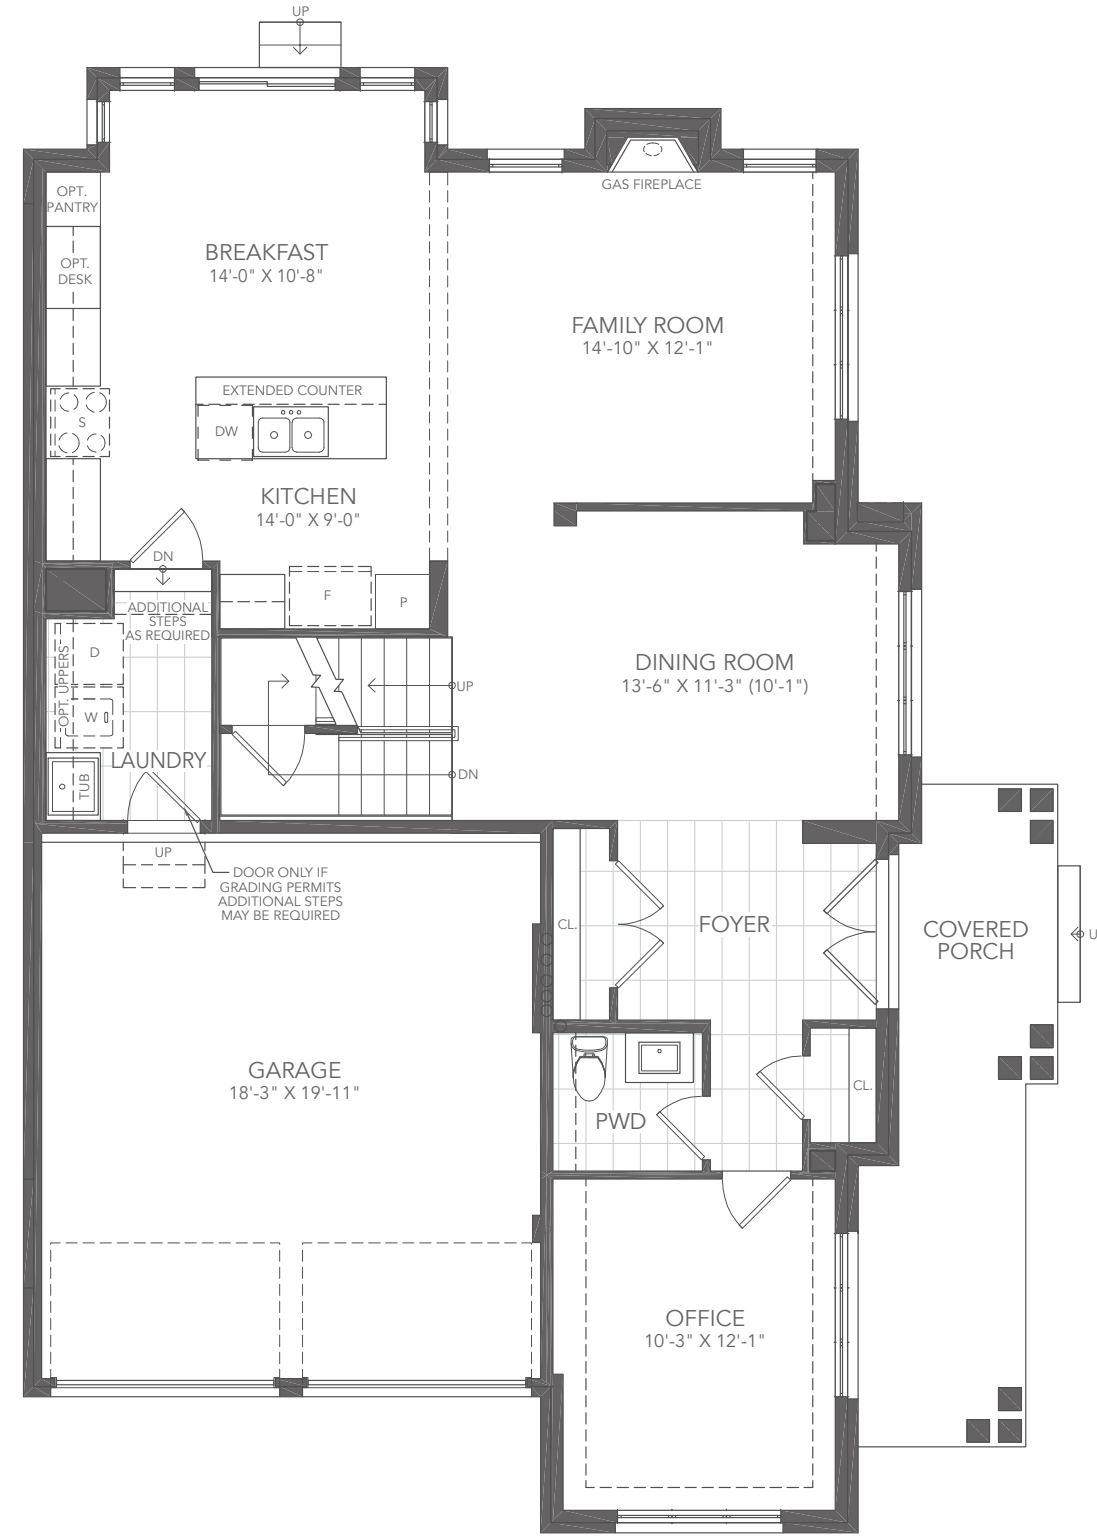 UP
GAS FIREPLACE
OPT.
PANTRY
BREAKFAST
14'-0" X 10'-8"
OPT.
DESK
FAMILY ROOM
14'-10" X 12'-1"
EXTENDED COUNTER
S
DW
KITCHEN
14'-0" X 9'-0"
DN
F
P
ADDITIONAL
STEPS
AS REQUIRED
D
OPT. UPPERS
W
UP
DINING ROOM
13'-6" X 11'-3" (10'-1")
LAUNDRY
TUB
DN
UP
DOOR ONLY IF
GRADING PERMITS
ADDITIONAL STEPS
MAY BE REQUIRED
CL.
FOYER
COVERED
PORCH
U
GARAGE
18'-3" X 19'-11"
CL.
PWD
OFFICE
10'-3" X 12'-1"